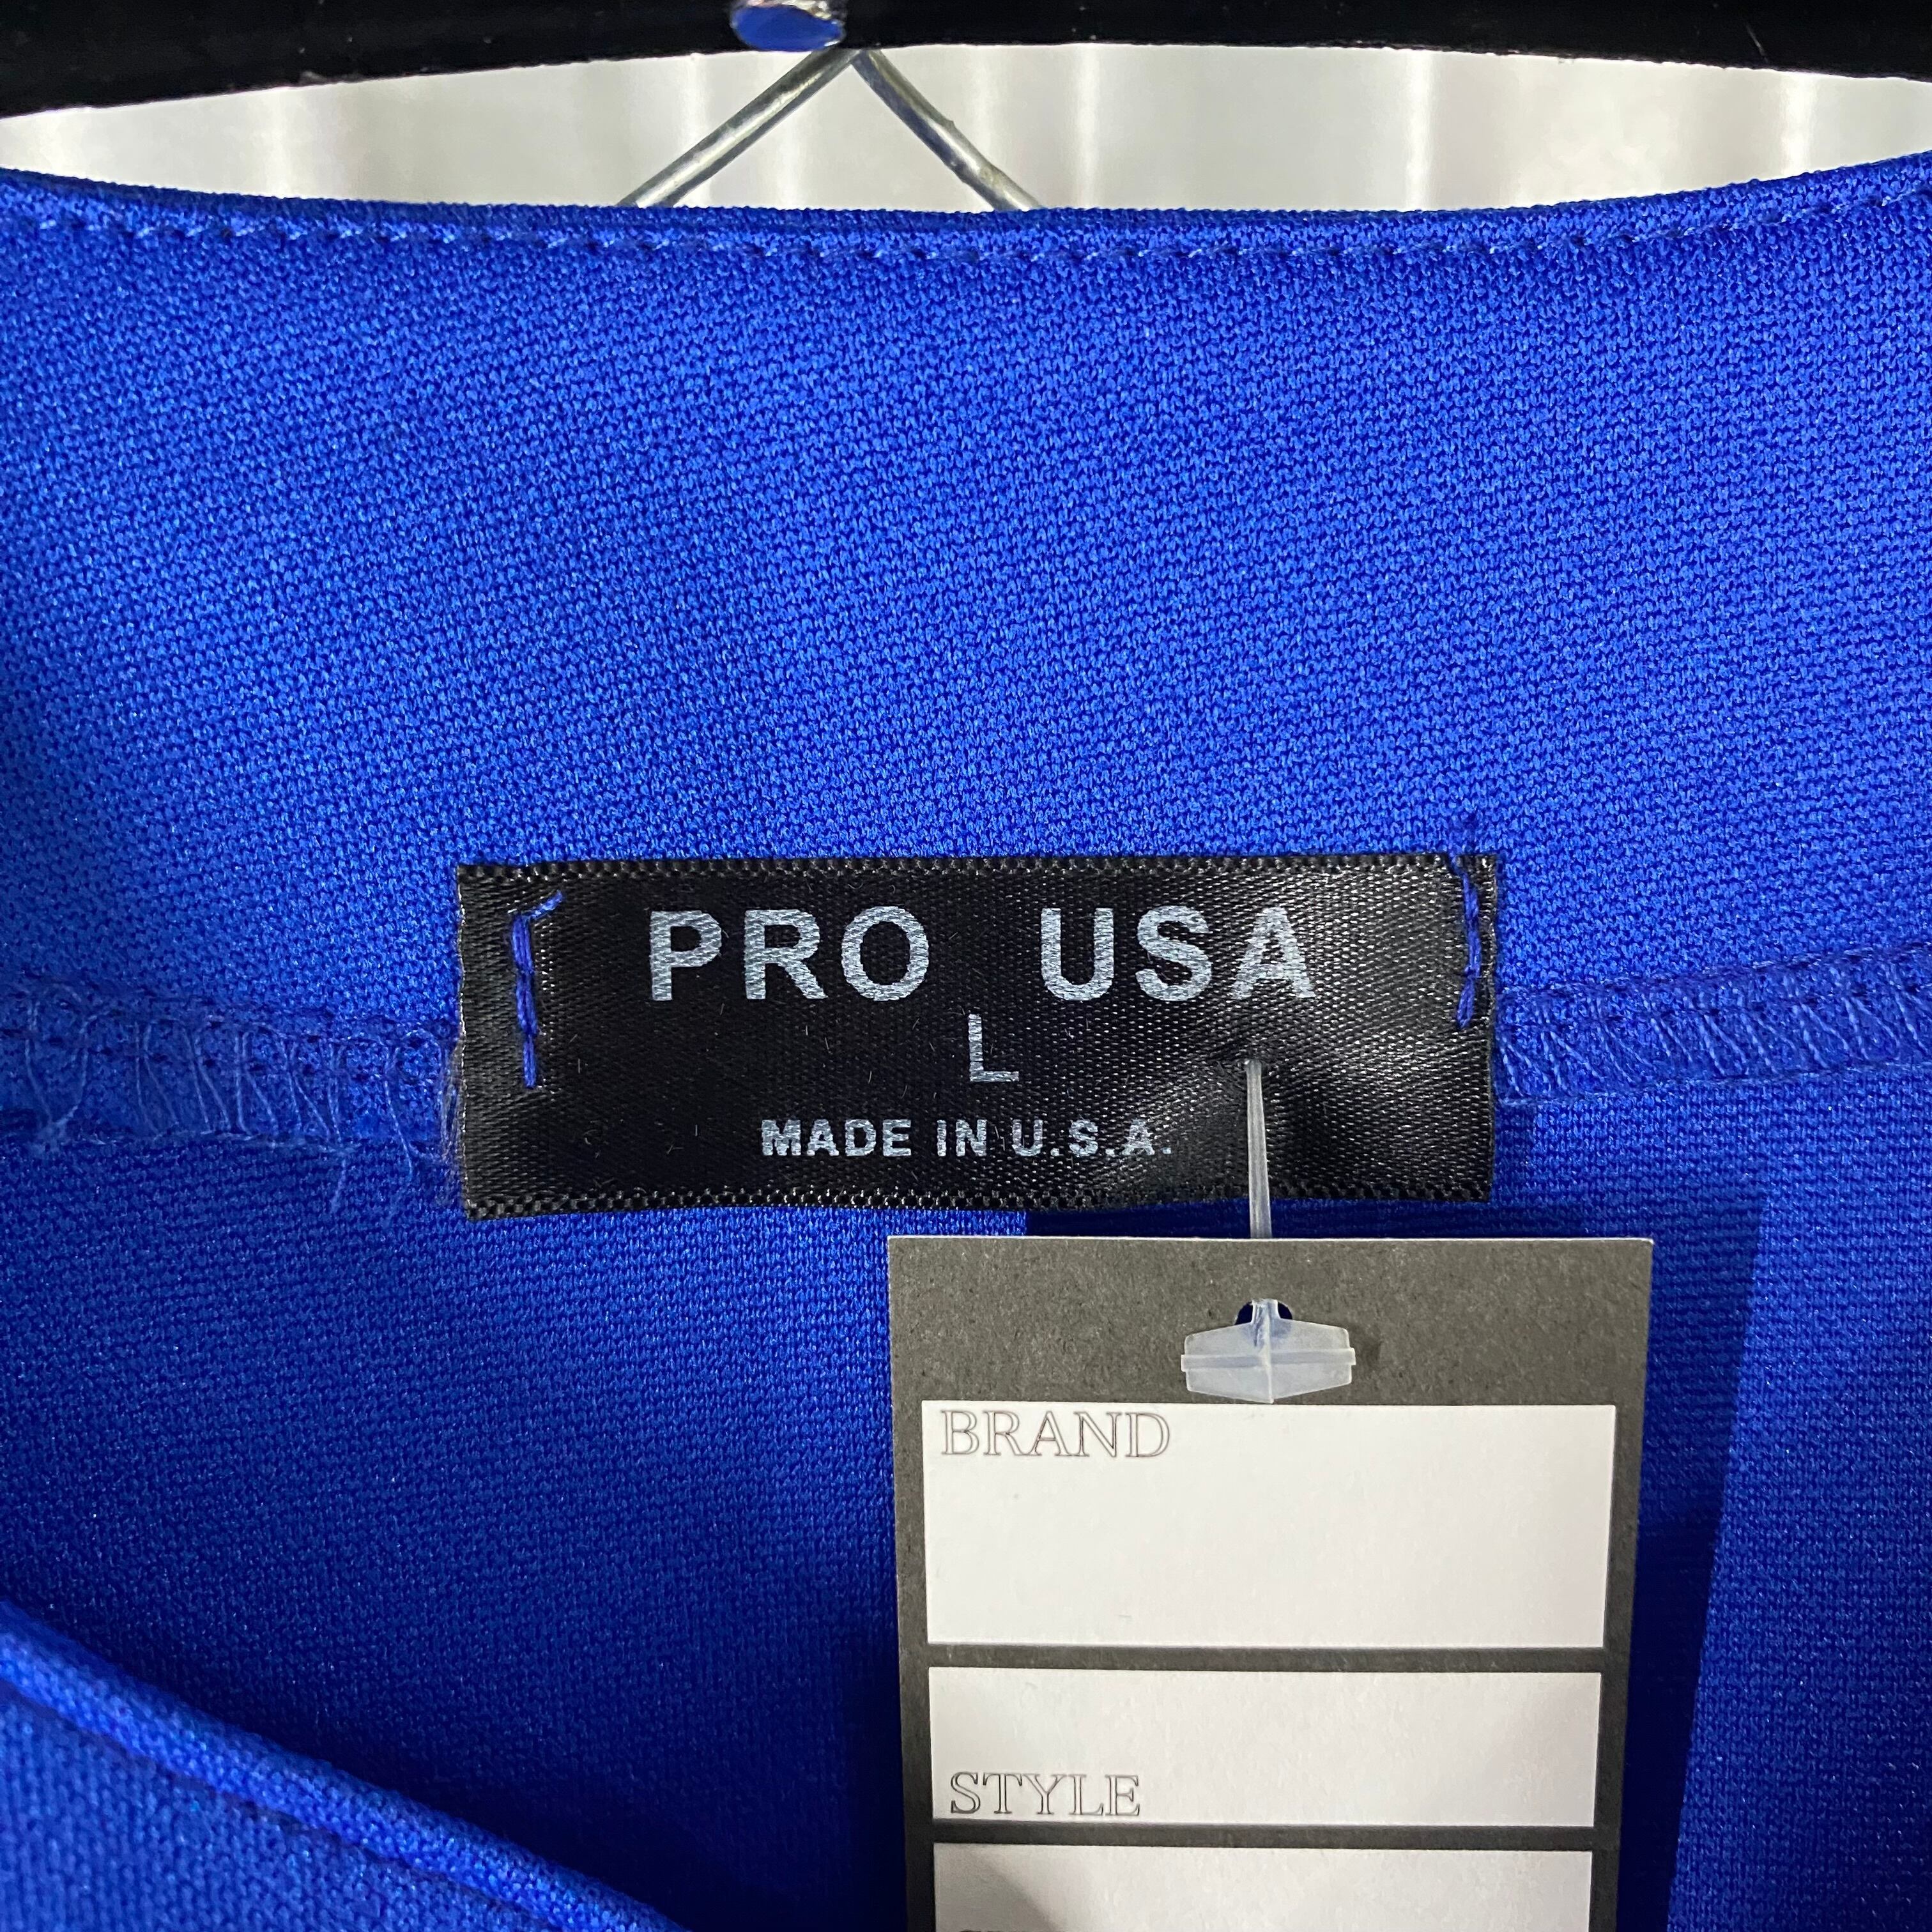 PRO USA
L
MADE IN U.S.A.
BRAND
STYLE